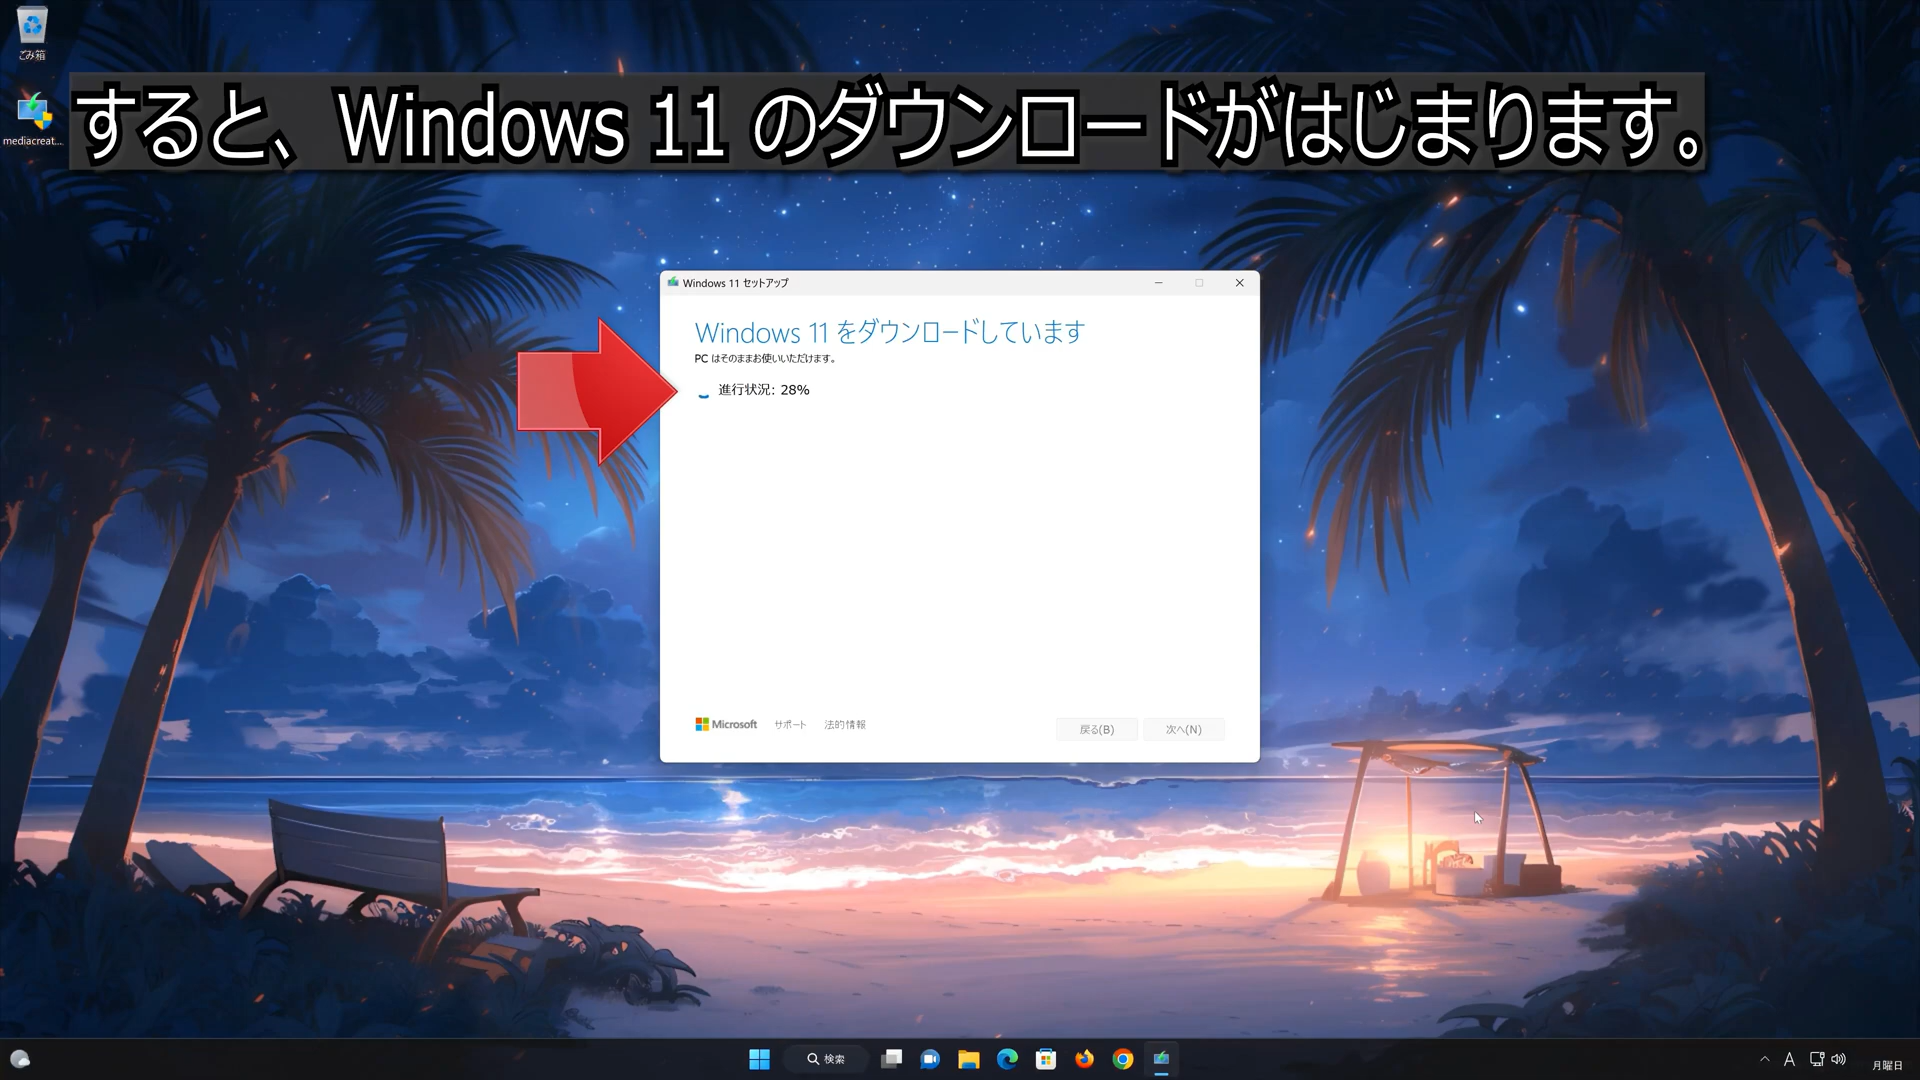 ごみ箱
mediacreat...
すると、Windows 11 のダウンロードがはじまります。
Windows 11 セットアップ
Windows 11 をダウンロードしています
PC はそのままお使いいただけます。
進行状況: 28%
Microsoft サポート 法的情報
戻る(B) 次へ(N)
検索
A
月曜日